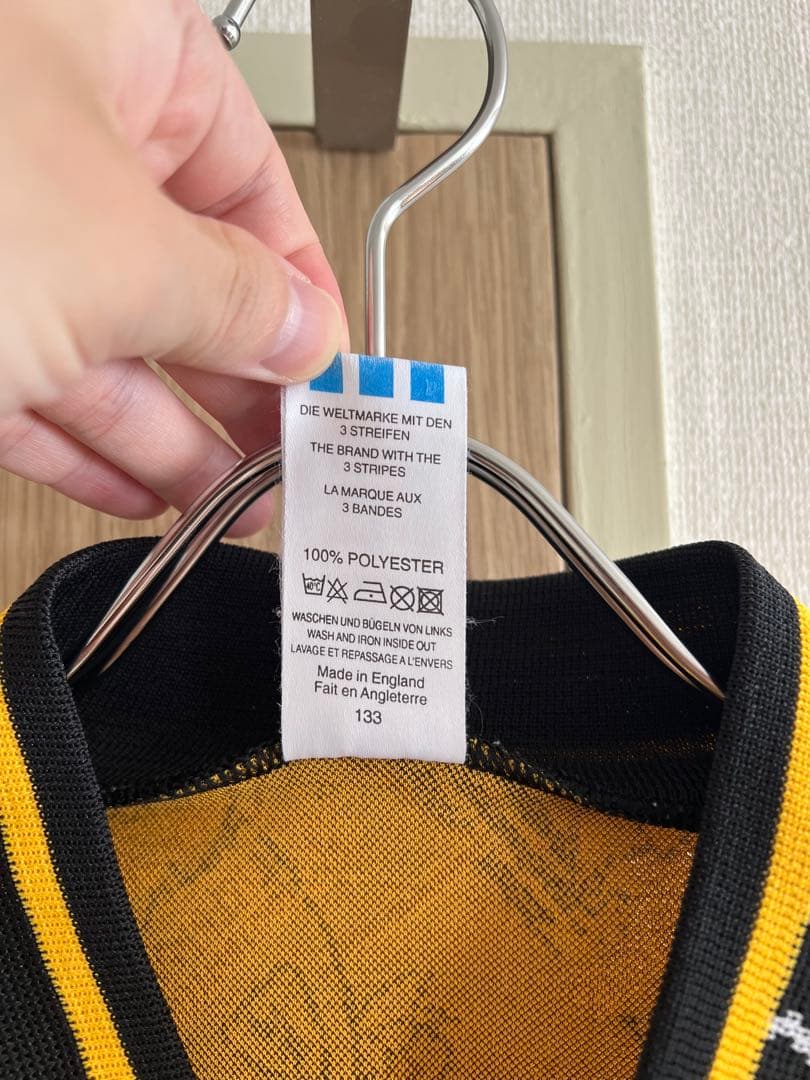 DIE WELTMARKE MIT DEN
3 STREIFEN
THE BRAND WITH THE
3 STRIPES
LA MARQUE AUX
3 BANDES
100% POLYESTER
40°C
WASCHEN UND BÜGELN VON LINKS
WASH AND IRON INSIDE OUT
LAVAGE ET REPASSAGE A L'ENVERS
Made in England
Fait en Angleterre
133